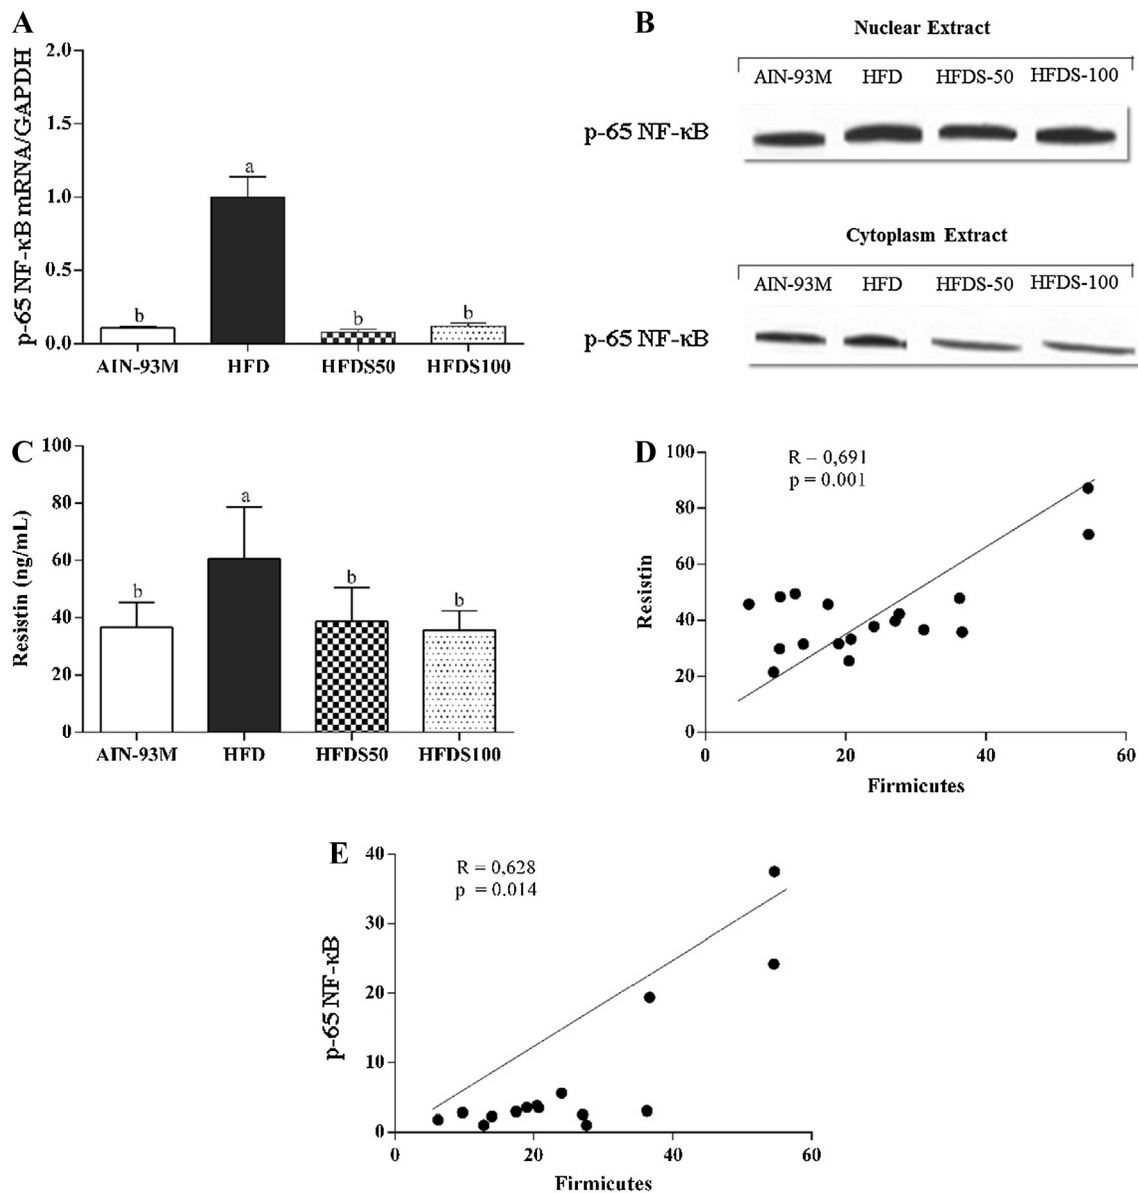 A
p-65 NF-κB mRNA/GAPDH
2.0
1.5
1.0
0.5
0.0
b
a
b
b
AIN-93M HFD HFDS50 HFDS100
B
Nuclear Extract
AIN-93M HFD HFDS-50 HFDS-100
p-65 NF-κB
Cytoplasm Extract
AIN-93M HFD HFDS-50 HFDS-100
p-65 NF-κB
C
Resistin (ng/mL)
100
80
60
40
20
0
b
a
b
b
AIN-93M HFD HFDS50 HFDS100
D
Resistin
R – 0,691
p = 0.001
100
80
60
40
20
0
0 20 40 60
Firmicutes
E
p-65 NF-κB
R = 0,628
p = 0.014
40
30
20
10
0
0 20 40 60
Firmicutes